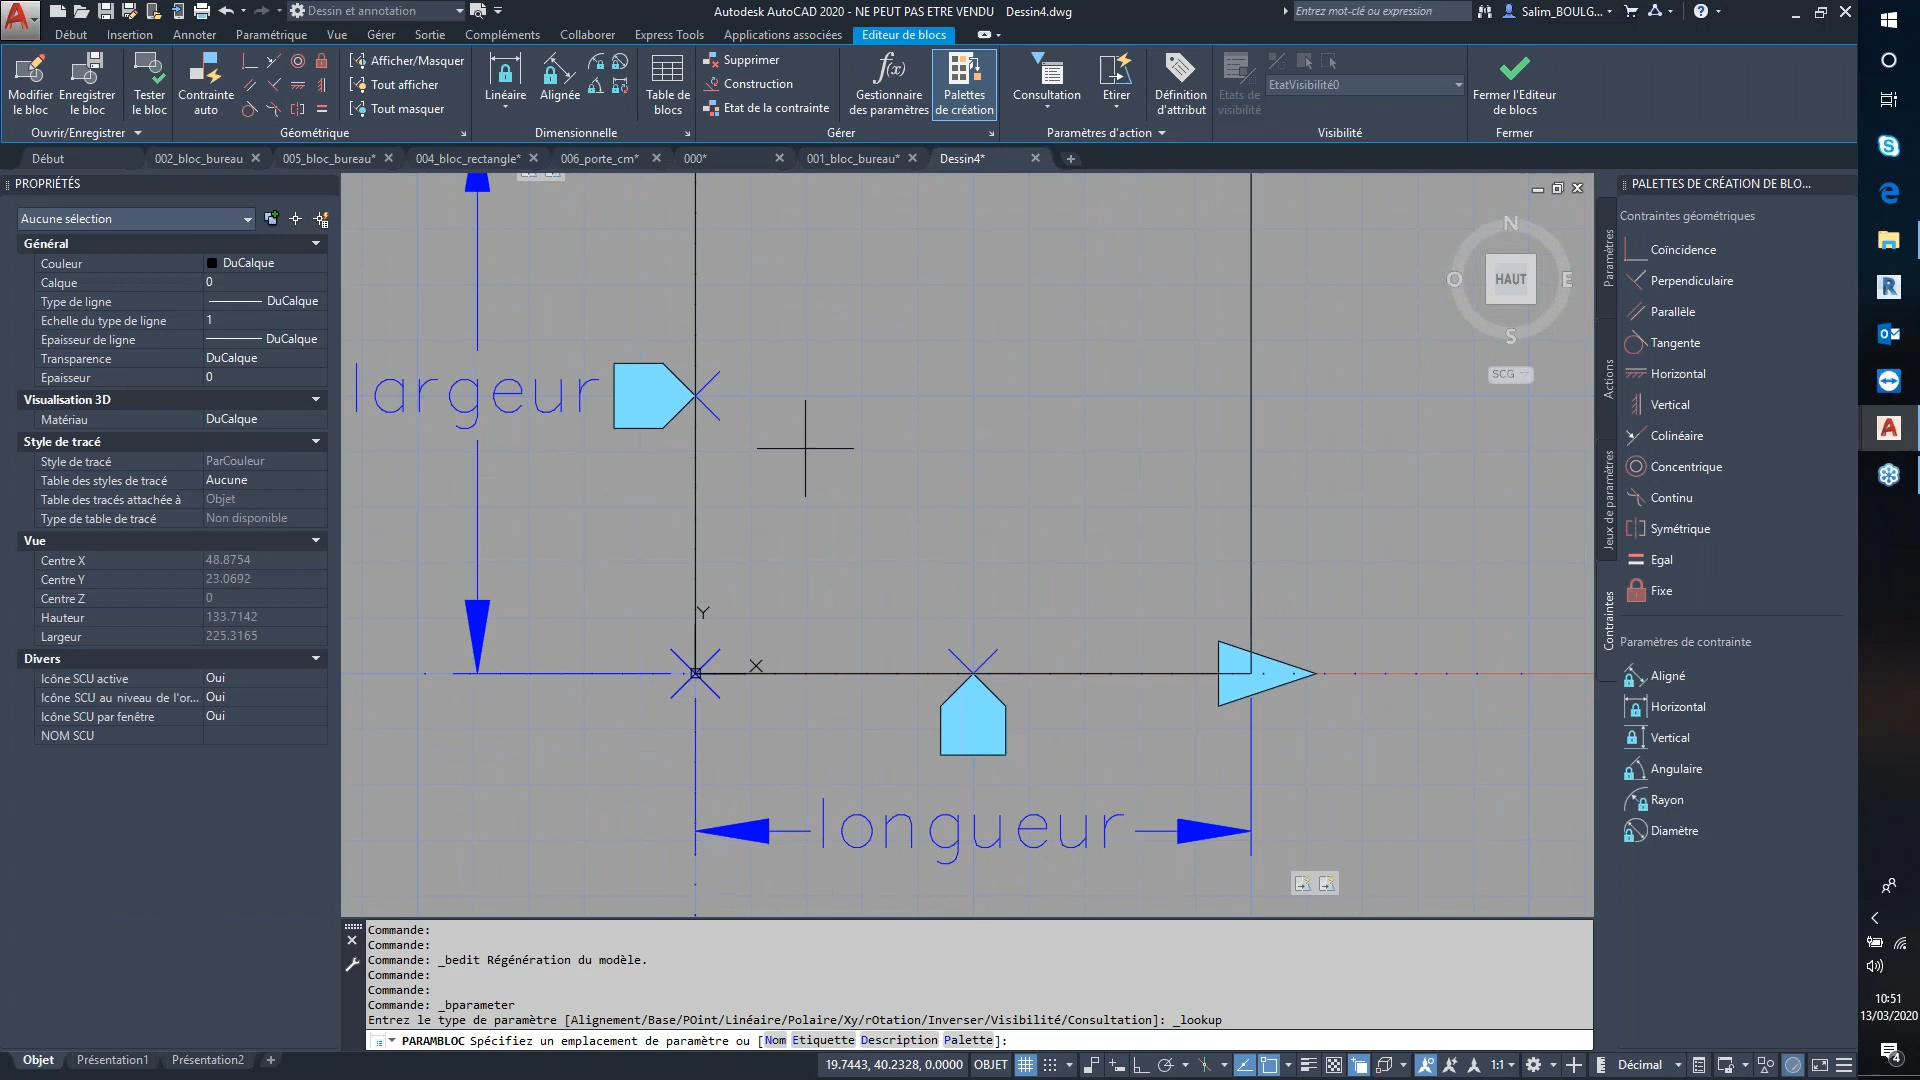 Dessin et annotation
Autodesk AutoCAD 2020 - NE PEUT PAS ETRE VENDU Dessin4.dwg
Entrez mot-clé ou expression
Salim_BOULG...
Début Insertion Annoter Paramétrique Vue Gérer Sortie Compléments Collaborer Express Tools Applications associées Editeur de blocs
Modifier le bloc
Enregistrer le bloc
Tester le bloc
Ouvrir/Enregistrer
Contrainte auto
Afficher/Masquer
Tout afficher
Tout masquer
Géométrique
Linéaire
Alignée
Table de blocs
Dimensionnelle
Supprimer
Construction
Etat de la contrainte
Gestionnaire des paramètres
Palettes de création
Gérer
Consultation
Etirer
Définition d'attribut
Paramètres d'action
Etats de visibilité
EtatVisibilité0
Visibilité
Fermer l'Editeur de blocs
Fermer
Début 002_bloc_bureau 005_bloc_bureau* 004_bloc_rectangle* 006_porte_cm* 000* 001_bloc_bureau* Dessin4*
PROPRIÉTÉS
Aucune sélection
Général
Couleur DuCalque
Calque 0
Type de ligne DuCalque
Echelle du type de ligne 1
Epaisseur de ligne DuCalque
Transparence DuCalque
Epaisseur 0
Visualisation 3D
Matériau DuCalque
Style de tracé
Style de tracé ParCouleur
Table des styles de tracé Aucune
Table des tracés attachée à Objet
Type de table de tracé Non disponible
Vue
Centre X 48.8754
Centre Y 23.0692
Centre Z 0
Hauteur 133.7142
Largeur 225.3165
Divers
Icône SCU active Oui
Icône SCU au niveau de l'or... Oui
Icône SCU par fenêtre Oui
NOM SCU
largeur
Y
X
longueur
N
O HAUT E
S
SCG
PALETTES DE CRÉATION DE BLO...
Paramètres
Actions
Jeux de paramètres
Contraintes
Contraintes géométriques
Coïncidence
Perpendiculaire
Parallèle
Tangente
Horizontal
Vertical
Colinéaire
Concentrique
Continu
Symétrique
Egal
Fixe
Paramètres de contrainte
Aligné
Horizontal
Vertical
Angulaire
Rayon
Diamètre
Commande:
Commande:
Commande: _bedit Régénération du modèle.
Commande:
Commande:
Commande: _bparameter
Entrez le type de paramètre [Alignement/Base/POint/Linéaire/Polaire/Xy/rOtation/Inverser/Visibilité/Consultation]: _lookup
PARAMBLOC Spécifiez un emplacement de paramètre ou [Nom Etiquette Description Palette]:
Objet Présentation1 Présentation2
19.7443, 40.2328, 0.0000 OBJET 1:1 Décimal
10:51
13/03/2020
4